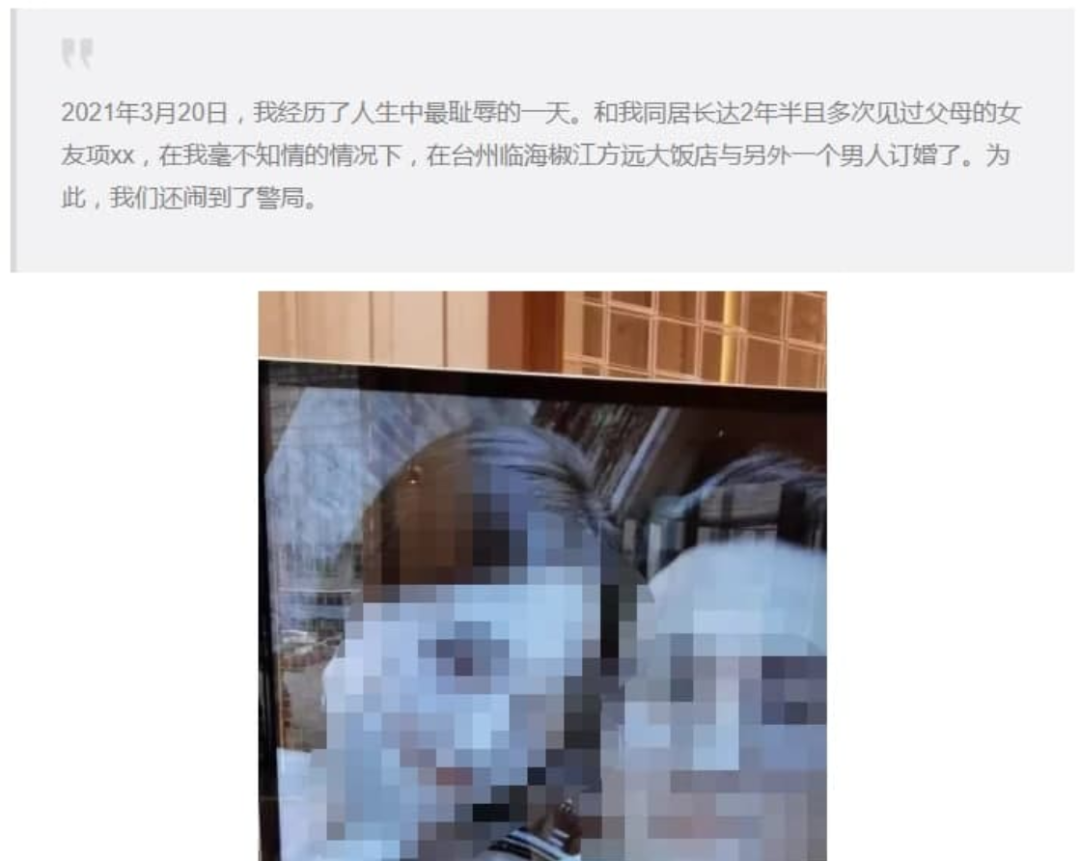 2021年3月20日，我经历了人生中最耻辱的一天。和我同居长达2年半且多次见过父母的女
友项xx，在我毫不知情的情况下，在台州临海椒江方远大饭店与另外一个男人订婚了。为
此，我们还闹到了警局。